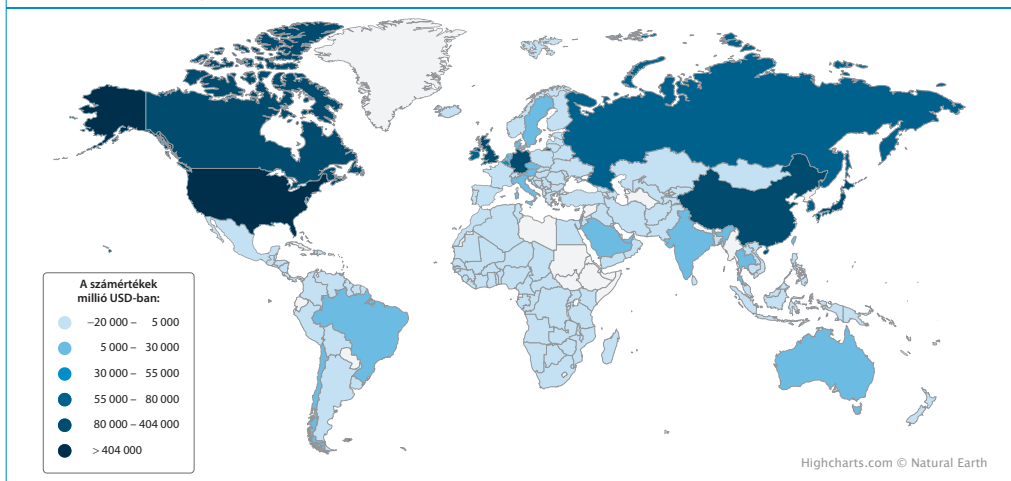 A számértékek
millió USD-ban:
−20 000 – 5 000
5 000 – 30 000
30 000 – 55 000
55 000 – 80 000
80 000 – 404 000
> 404 000
Highcharts.com © Natural Earth